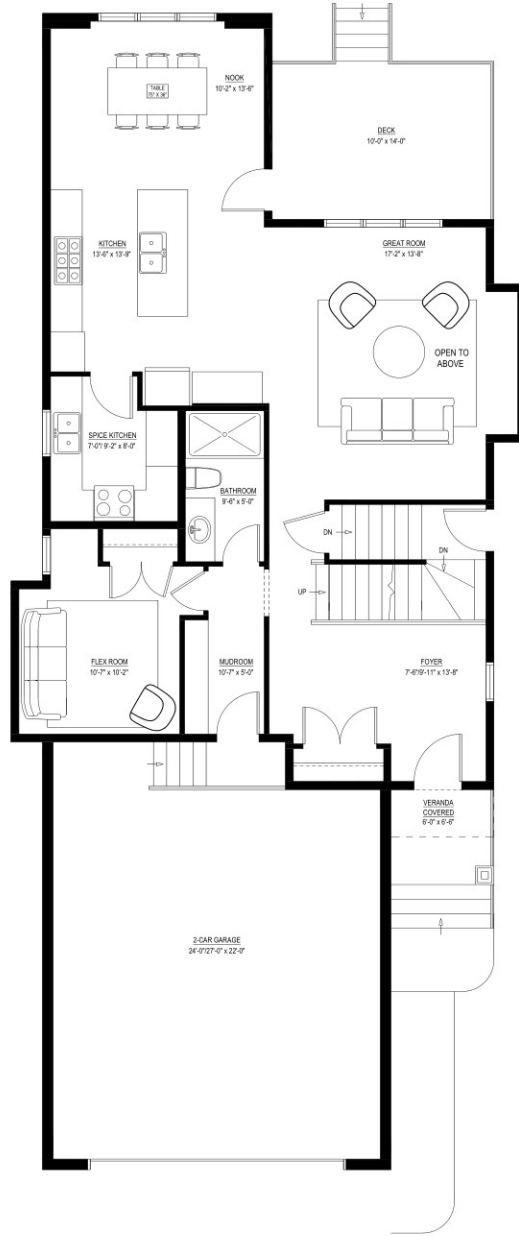 NOOK
10'-2" x 13'-6"
TABLE
75" X 36"
DECK
10'-0" x 14'-0"
KITCHEN
13'-6" x 13'-9"
GREAT ROOM
17'-2" x 13'-8"
OPEN TO
ABOVE
SPICE KITCHEN
7'-0"/ 9'-2" x 8'-0"
BATHROOM
9'-6" x 5'-0"
DN
DN
UP
FLEX ROOM
10'-7" x 10'-2"
MUDROOM
10'-7" x 5'-0"
FOYER
7'-6"/9'-11" x 13'-8"
VERANDA
COVERED
6'-0" x 6'-6"
2-CAR GARAGE
24'-0"/27'-0" x 22'-0"